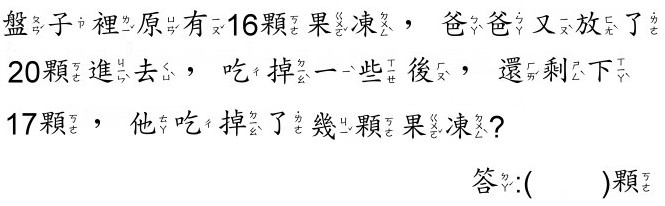 盤子裡原有16顆果凍，爸爸又放了
20顆進去，吃掉一些後，還剩下
17顆，他吃掉了幾顆果凍?
答:(　　)顆